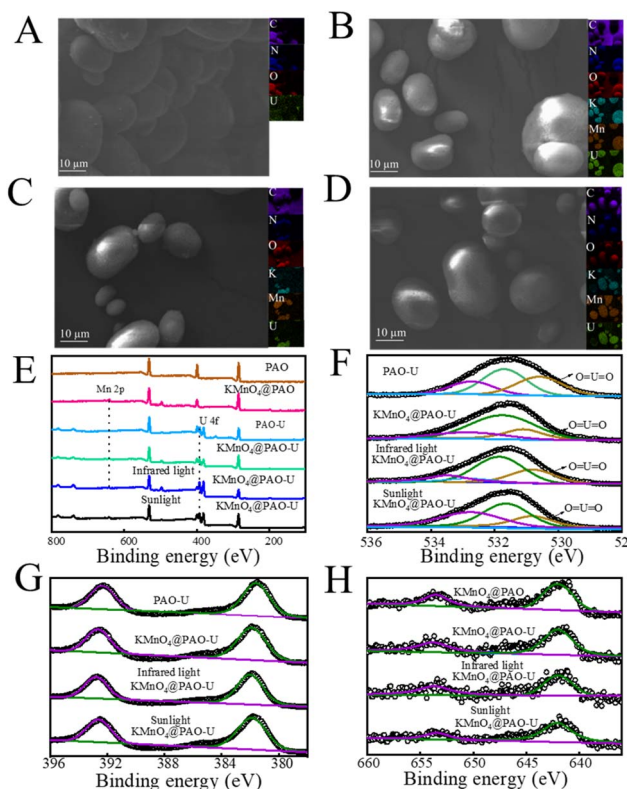 A
C
N
O
U
10 μm
B
C
N
O
K
Mn
U
10 μm
C
C
N
O
K
Mn
U
10 μm
D
C
N
O
K
Mn
U
10 μm
E
Mn 2p
PAO
KMnO₄@PAO
PAO-U
U 4f
KMnO₄@PAO-U
Infrared light
KMnO₄@PAO-U
Sunlight
KMnO₄@PAO-U
800 600 400 200
Binding energy (eV)
F
PAO-U
O=U=O
KMnO₄@PAO-U
O=U=O
Infrared light
KMnO₄@PAO-U
O=U=O
Sunlight
KMnO₄@PAO-U
O=U=O
536 534 532 530 52
Binding energy (eV)
G
PAO-U
KMnO₄@PAO-U
Infrared light
KMnO₄@PAO-U
Sunlight
KMnO₄@PAO-U
396 392 388 384 380
Binding energy (eV)
H
KMnO₄@PAO
KMnO₄@PAO-U
Infrared light
KMnO₄@PAO-U
Sunlight
KMnO₄@PAO-U
660 655 650 645 640
Binding energy (eV)